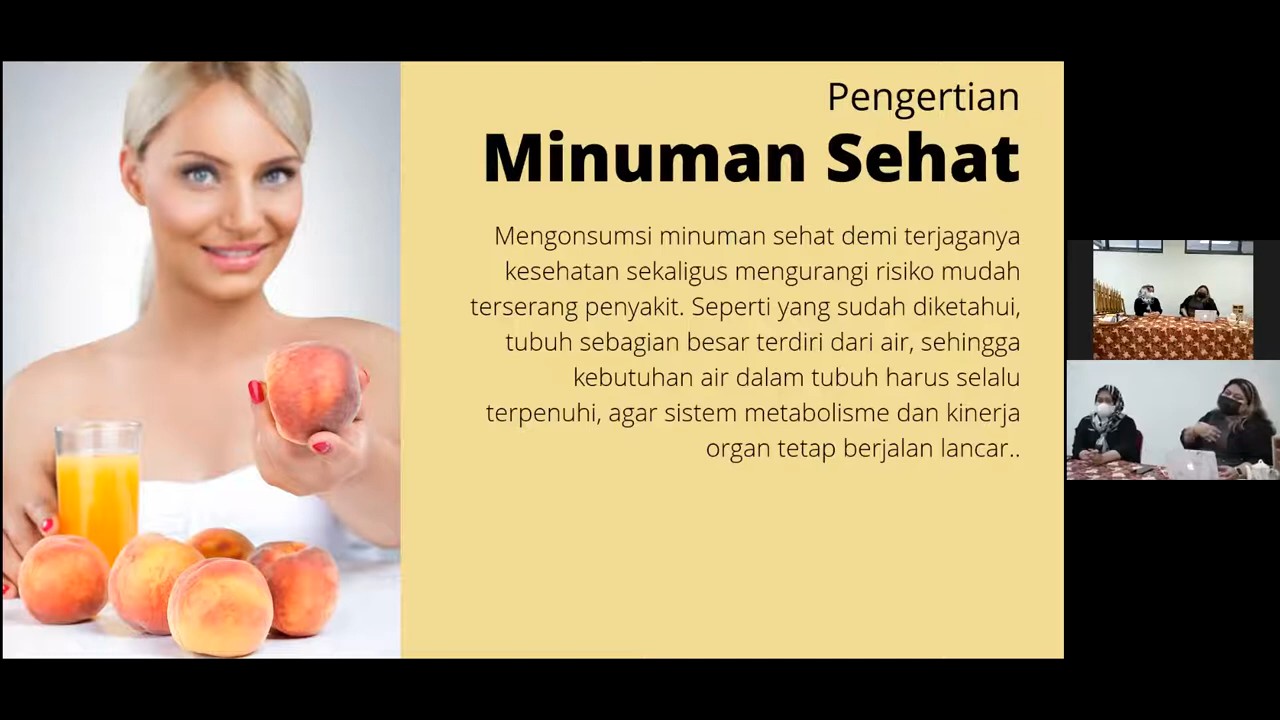 Pengertian
Minuman Sehat
Mengonsumsi minuman sehat demi terjaganya
kesehatan sekaligus mengurangi risiko mudah
terserang penyakit. Seperti yang sudah diketahui,
tubuh sebagian besar terdiri dari air, sehingga
kebutuhan air dalam tubuh harus selalu
terpenuhi, agar sistem metabolisme dan kinerja
organ tetap berjalan lancar..